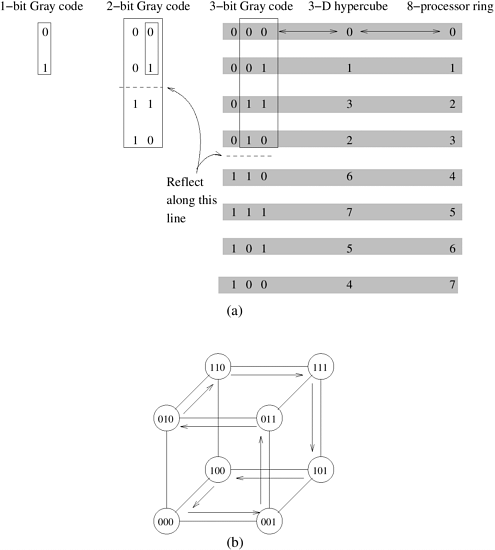 1−bit Gray code 2−bit Gray code 3−bit Gray code 3−D hypercube 8−processor ring
0 0 0 0 0 0 0 0
1 0 1 0 0 1 1 1
1 1 0 1 1 3 2
1 0 0 1 0 2 3
Reflect
along this
line
1 1 0 6 4
1 1 1 7 5
1 0 1 5 6
1 0 0 4 7
(a)
110 111
010 011
100 101
000 001
(b)